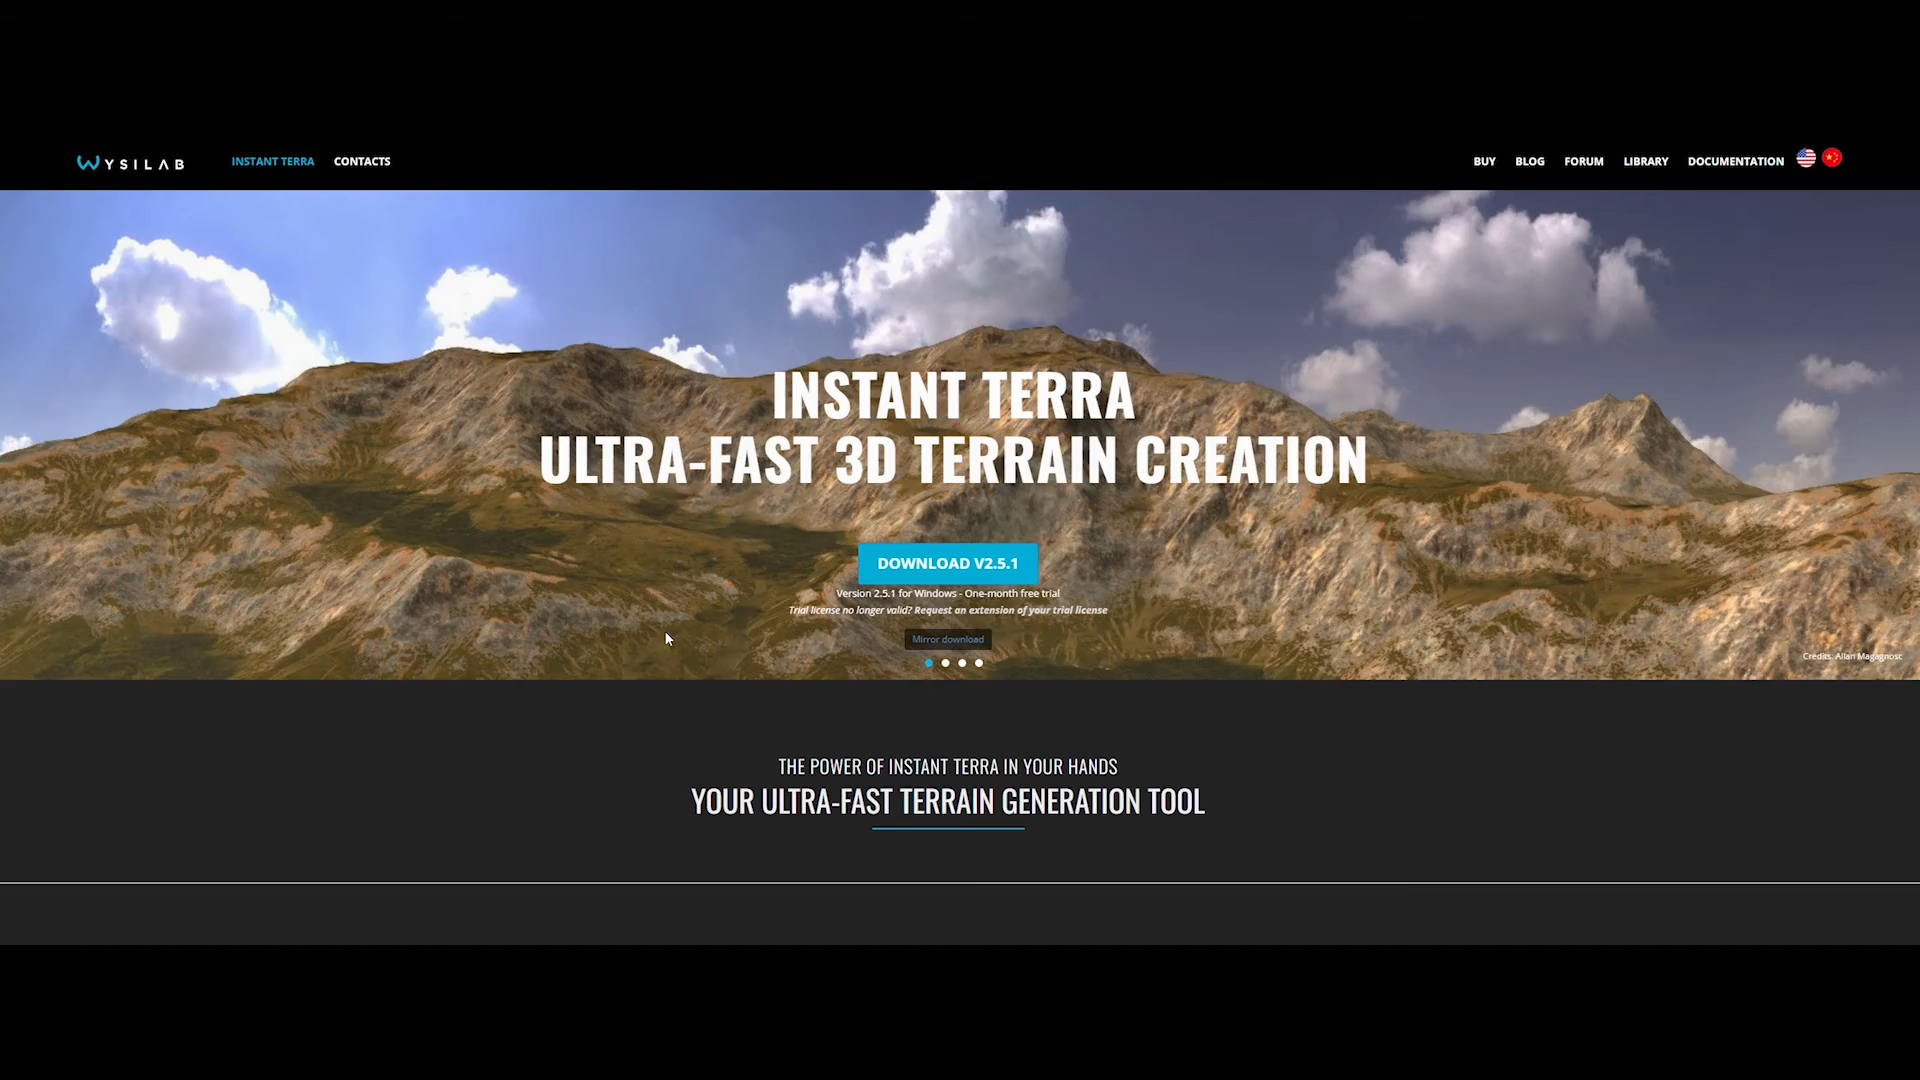 WYSILAB
INSTANT TERRA
CONTACTS
BUY
BLOG
FORUM
LIBRARY
DOCUMENTATION
INSTANT TERRA
ULTRA-FAST 3D TERRAIN CREATION
DOWNLOAD V2.5.1
Version 2.5.1 for Windows - One-month free trial
Trial license no longer valid? Request an extension of your trial license
Mirror download
Credits: Allan Magagnosc
THE POWER OF INSTANT TERRA IN YOUR HANDS
YOUR ULTRA-FAST TERRAIN GENERATION TOOL